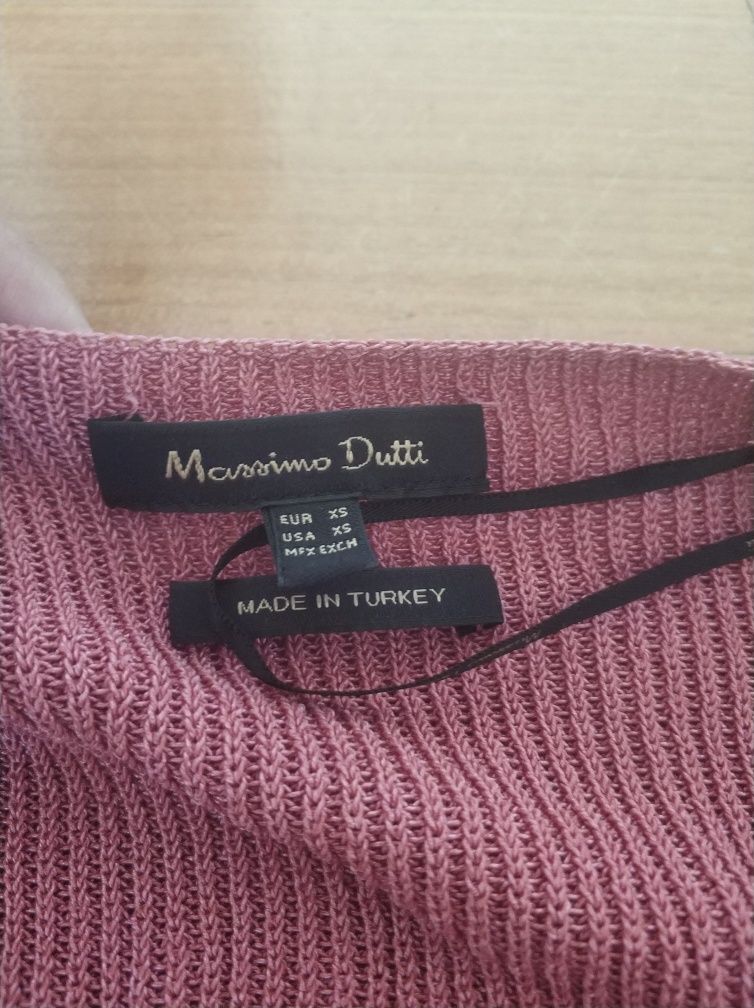 Massimo Dutti
EUR XS
USA XS
MEX EXCH
MADE IN TURKEY